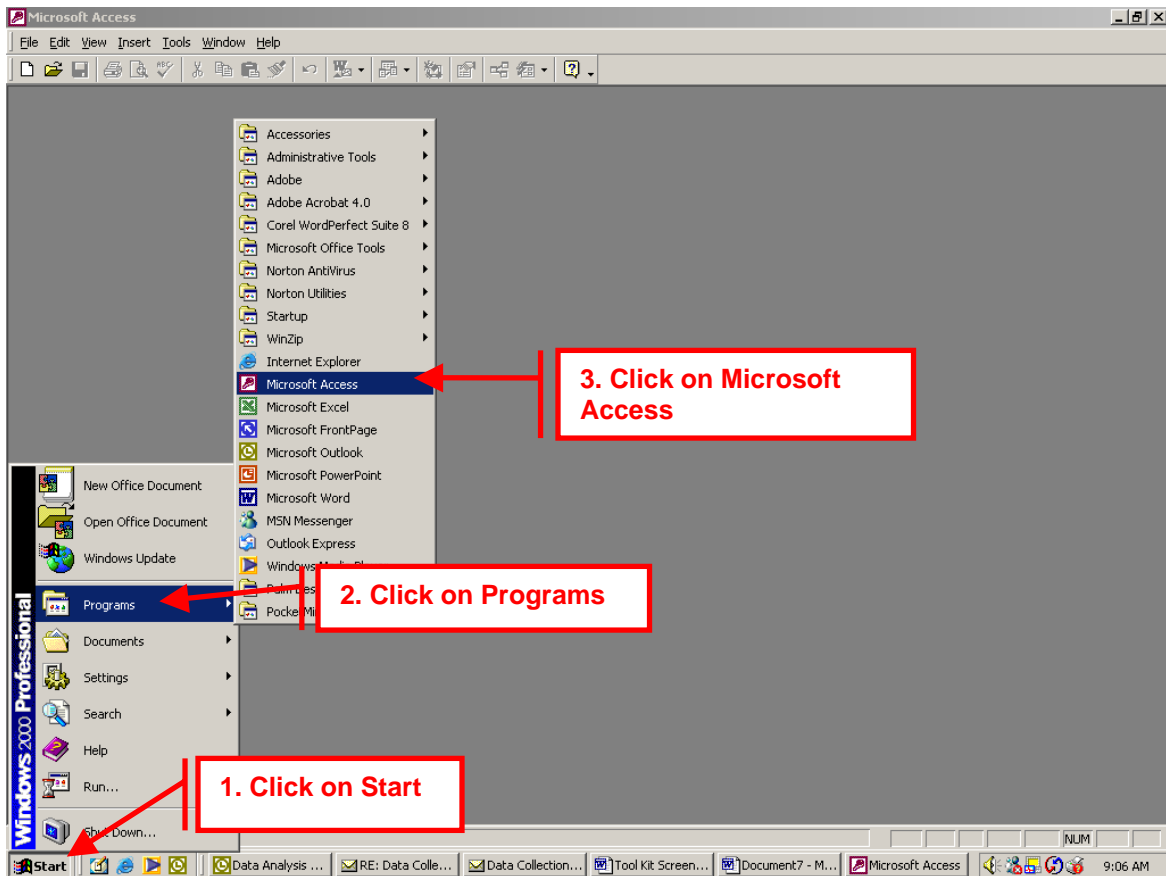 Microsoft Access
File Edit View Insert Tools Window Help
Accessories
Administrative Tools
Adobe
Adobe Acrobat 4.0
Corel WordPerfect Suite 8
Microsoft Office Tools
Norton AntiVirus
Norton Utilities
Startup
WinZip
Internet Explorer
Microsoft Access
Microsoft Excel
Microsoft FrontPage
Microsoft Outlook
Microsoft PowerPoint
Microsoft Word
MSN Messenger
Outlook Express
Windows
3. Click on Microsoft
Access
2. Click on Programs
New Office Document
Open Office Document
Windows Update
Programs
Documents
Settings
Search
Help
Run...
Shut Down...
Windows 2000 Professional
1. Click on Start
NUM
Start
Data Analysis ...
RE: Data Colle...
Data Collection...
Tool Kit Screen...
Document7 - M...
Microsoft Access
9:06 AM